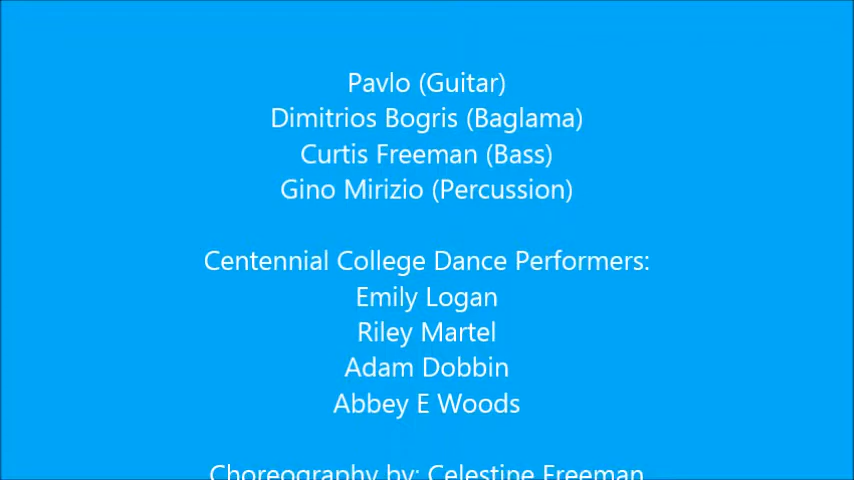 Pavlo (Guitar)
Dimitrios Bogris (Baglama)
Curtis Freeman (Bass)
Gino Mirizio (Percussion)
Centennial College Dance Performers:
Emily Logan
Riley Martel
Adam Dobbin
Abbey E Woods
Choreography by: Celestine Freeman